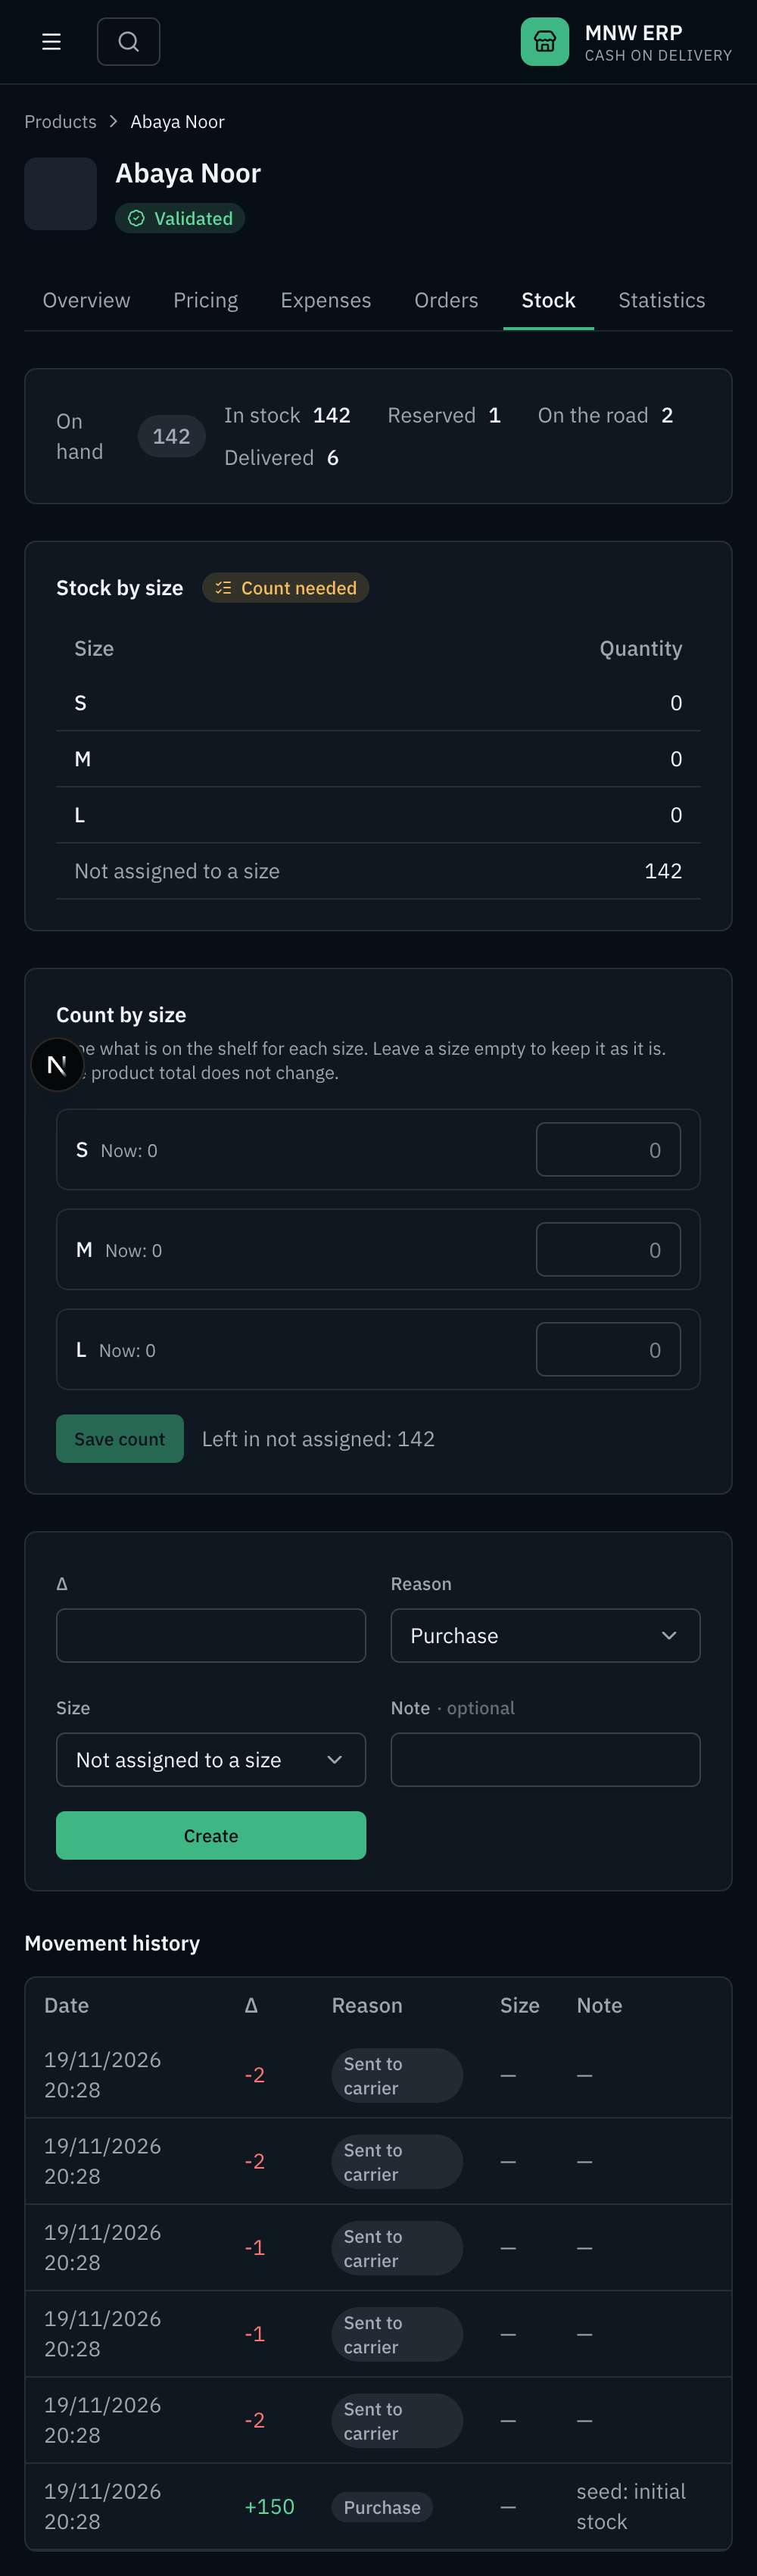 MNW ERP
CASH ON DELIVERY
Products > Abaya Noor
Abaya Noor
Validated
Overview Pricing Expenses Orders Stock Statistics
On hand 142
In stock 142 Reserved 1 On the road 2
Delivered 6
Stock by size Count needed
Size Quantity
S 0
M 0
L 0
Not assigned to a size 142
Count by size
what is on the shelf for each size. Leave a size empty to keep it as it is.
product total does not change.
S Now: 0 0
M Now: 0 0
L Now: 0 0
Save count Left in not assigned: 142
Δ Reason
Purchase
Size Note · optional
Not assigned to a size
Create
Movement history
Date Δ Reason Size Note
19/11/2026 20:28 -2 Sent to carrier — —
19/11/2026 20:28 -2 Sent to carrier — —
19/11/2026 20:28 -1 Sent to carrier — —
19/11/2026 20:28 -1 Sent to carrier — —
19/11/2026 20:28 -2 Sent to carrier — —
19/11/2026 20:28 +150 Purchase — seed: initial stock